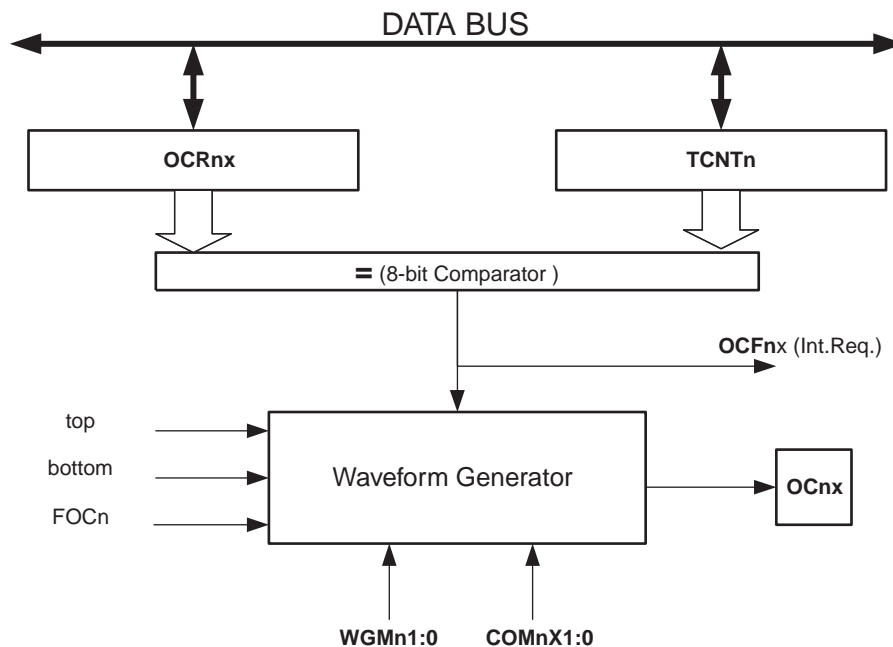 DATA BUS
OCRnx
TCNTn
= (8-bit Comparator )
OCFnx (Int.Req.)
top
bottom
FOCn
Waveform Generator
OCnx
WGMn1:0
COMnX1:0